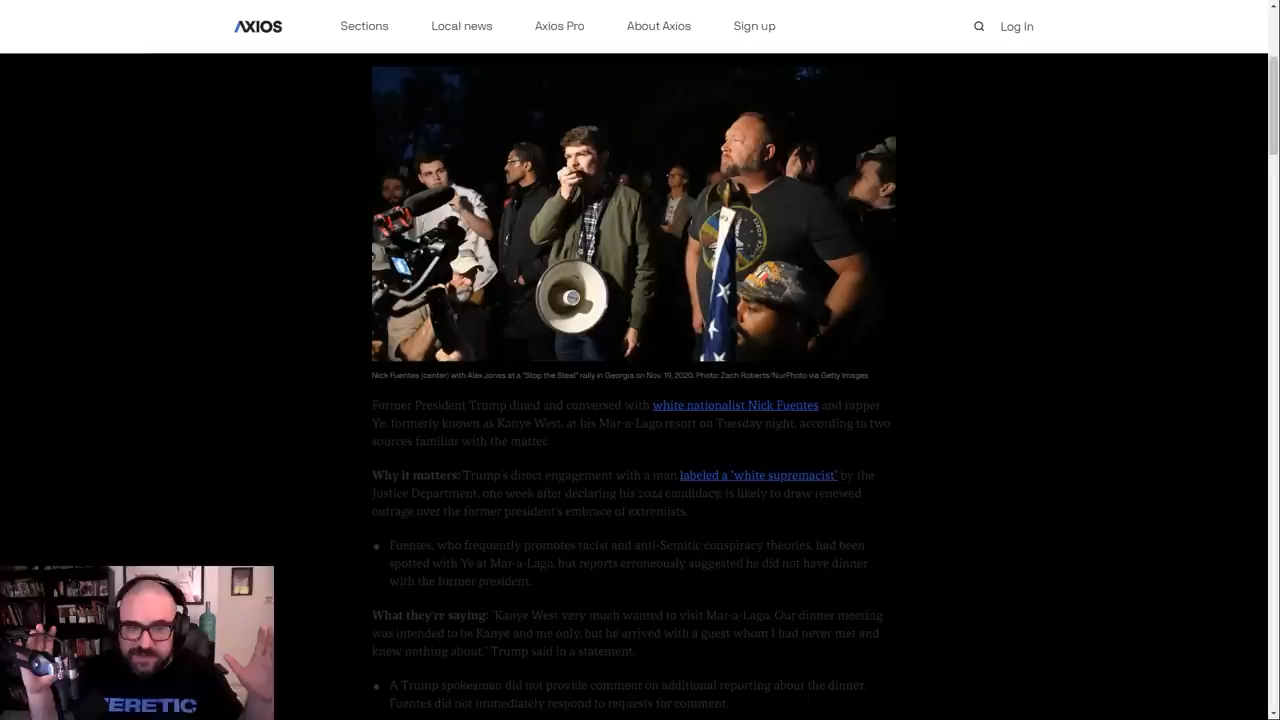 AXIOS
Sections
Local news
Axios Pro
About Axios
Sign up
Log In
Nick Fuentes (center) with Alex Jones at a "Stop the Steal" rally in Georgia on Nov. 19, 2020. Photo: Zach Roberts/NurPhoto via Getty Images
Former President Trump dined and conversed with white nationalist Nick Fuentes and rapper
Ye, formerly known as Kanye West, at his Mar-a-Lago resort on Tuesday night, according to two
sources familiar with the matter.
Why it matters: Trump's direct engagement with a man labeled a "white supremacist" by the
Justice Department, one week after declaring his 2024 candidacy, is likely to draw renewed
outrage over the former president's embrace of extremists.
Fuentes, who frequently promotes racist and anti-Semitic conspiracy theories, had been
spotted with Ye at Mar-a-Lago, but reports erroneously suggested he did not have dinner
with the former president.
What they're saying: "Kanye West very much wanted to visit Mar-a-Lago. Our dinner meeting
was intended to be Kanye and me only, but he arrived with a guest whom I had never met and
knew nothing about," Trump said in a statement.
A Trump spokesman did not provide comment on additional reporting about the dinner.
Fuentes did not immediately respond to requests for comment.
ERETIC